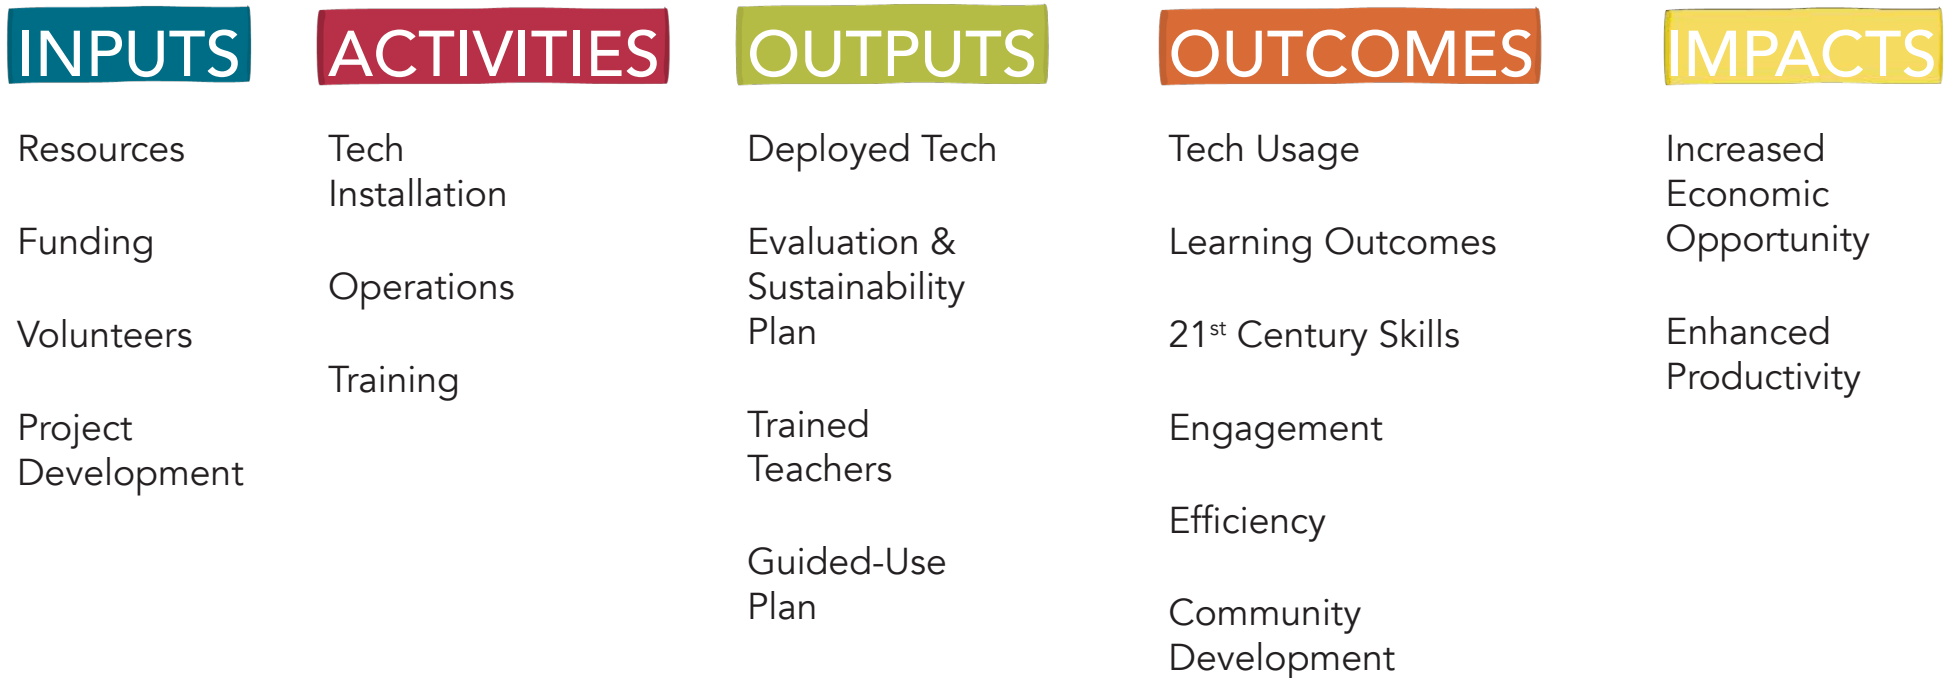 INPUTS
Resources
Funding
Volunteers
Project
Development
ACTIVITIES
Tech
Installation
Operations
Training
OUTPUTS
Deployed Tech
Evaluation &
Sustainability
Plan
Trained
Teachers
Guided-Use
Plan
OUTCOMES
Tech Usage
Learning Outcomes
21st Century Skills
Engagement
Efficiency
Community
Development
IMPACTS
Increased
Economic
Opportunity
Enhanced
Productivity